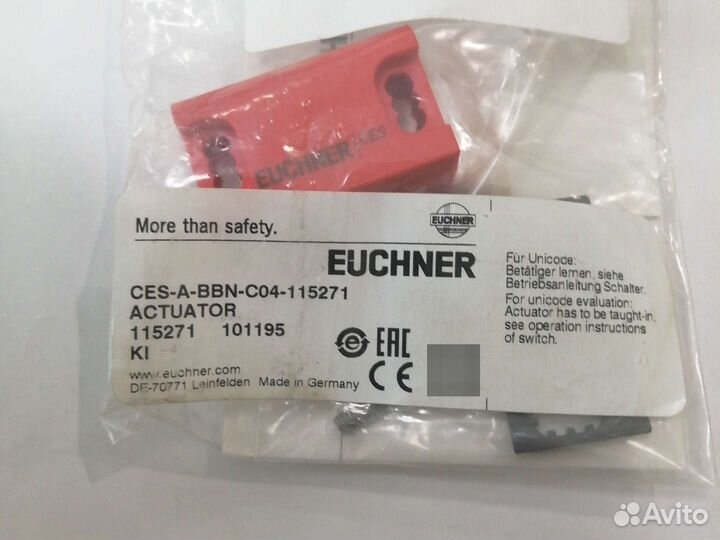 EUCHNER CES
More than safety.
EUCHNER
EUCHNER
CES-A-BBN-C04-115271
ACTUATOR
115271 101195
KI
www.euchner.com
DE-70771 Leinfelden Made in Germany
EAC
CE
Für Unicode:
Betätiger lernen, siehe
Betriebsanleitung Schalter.
For unicode evaluation:
Actuator has to be taught-in,
see operation instructions
of switch.
Avito